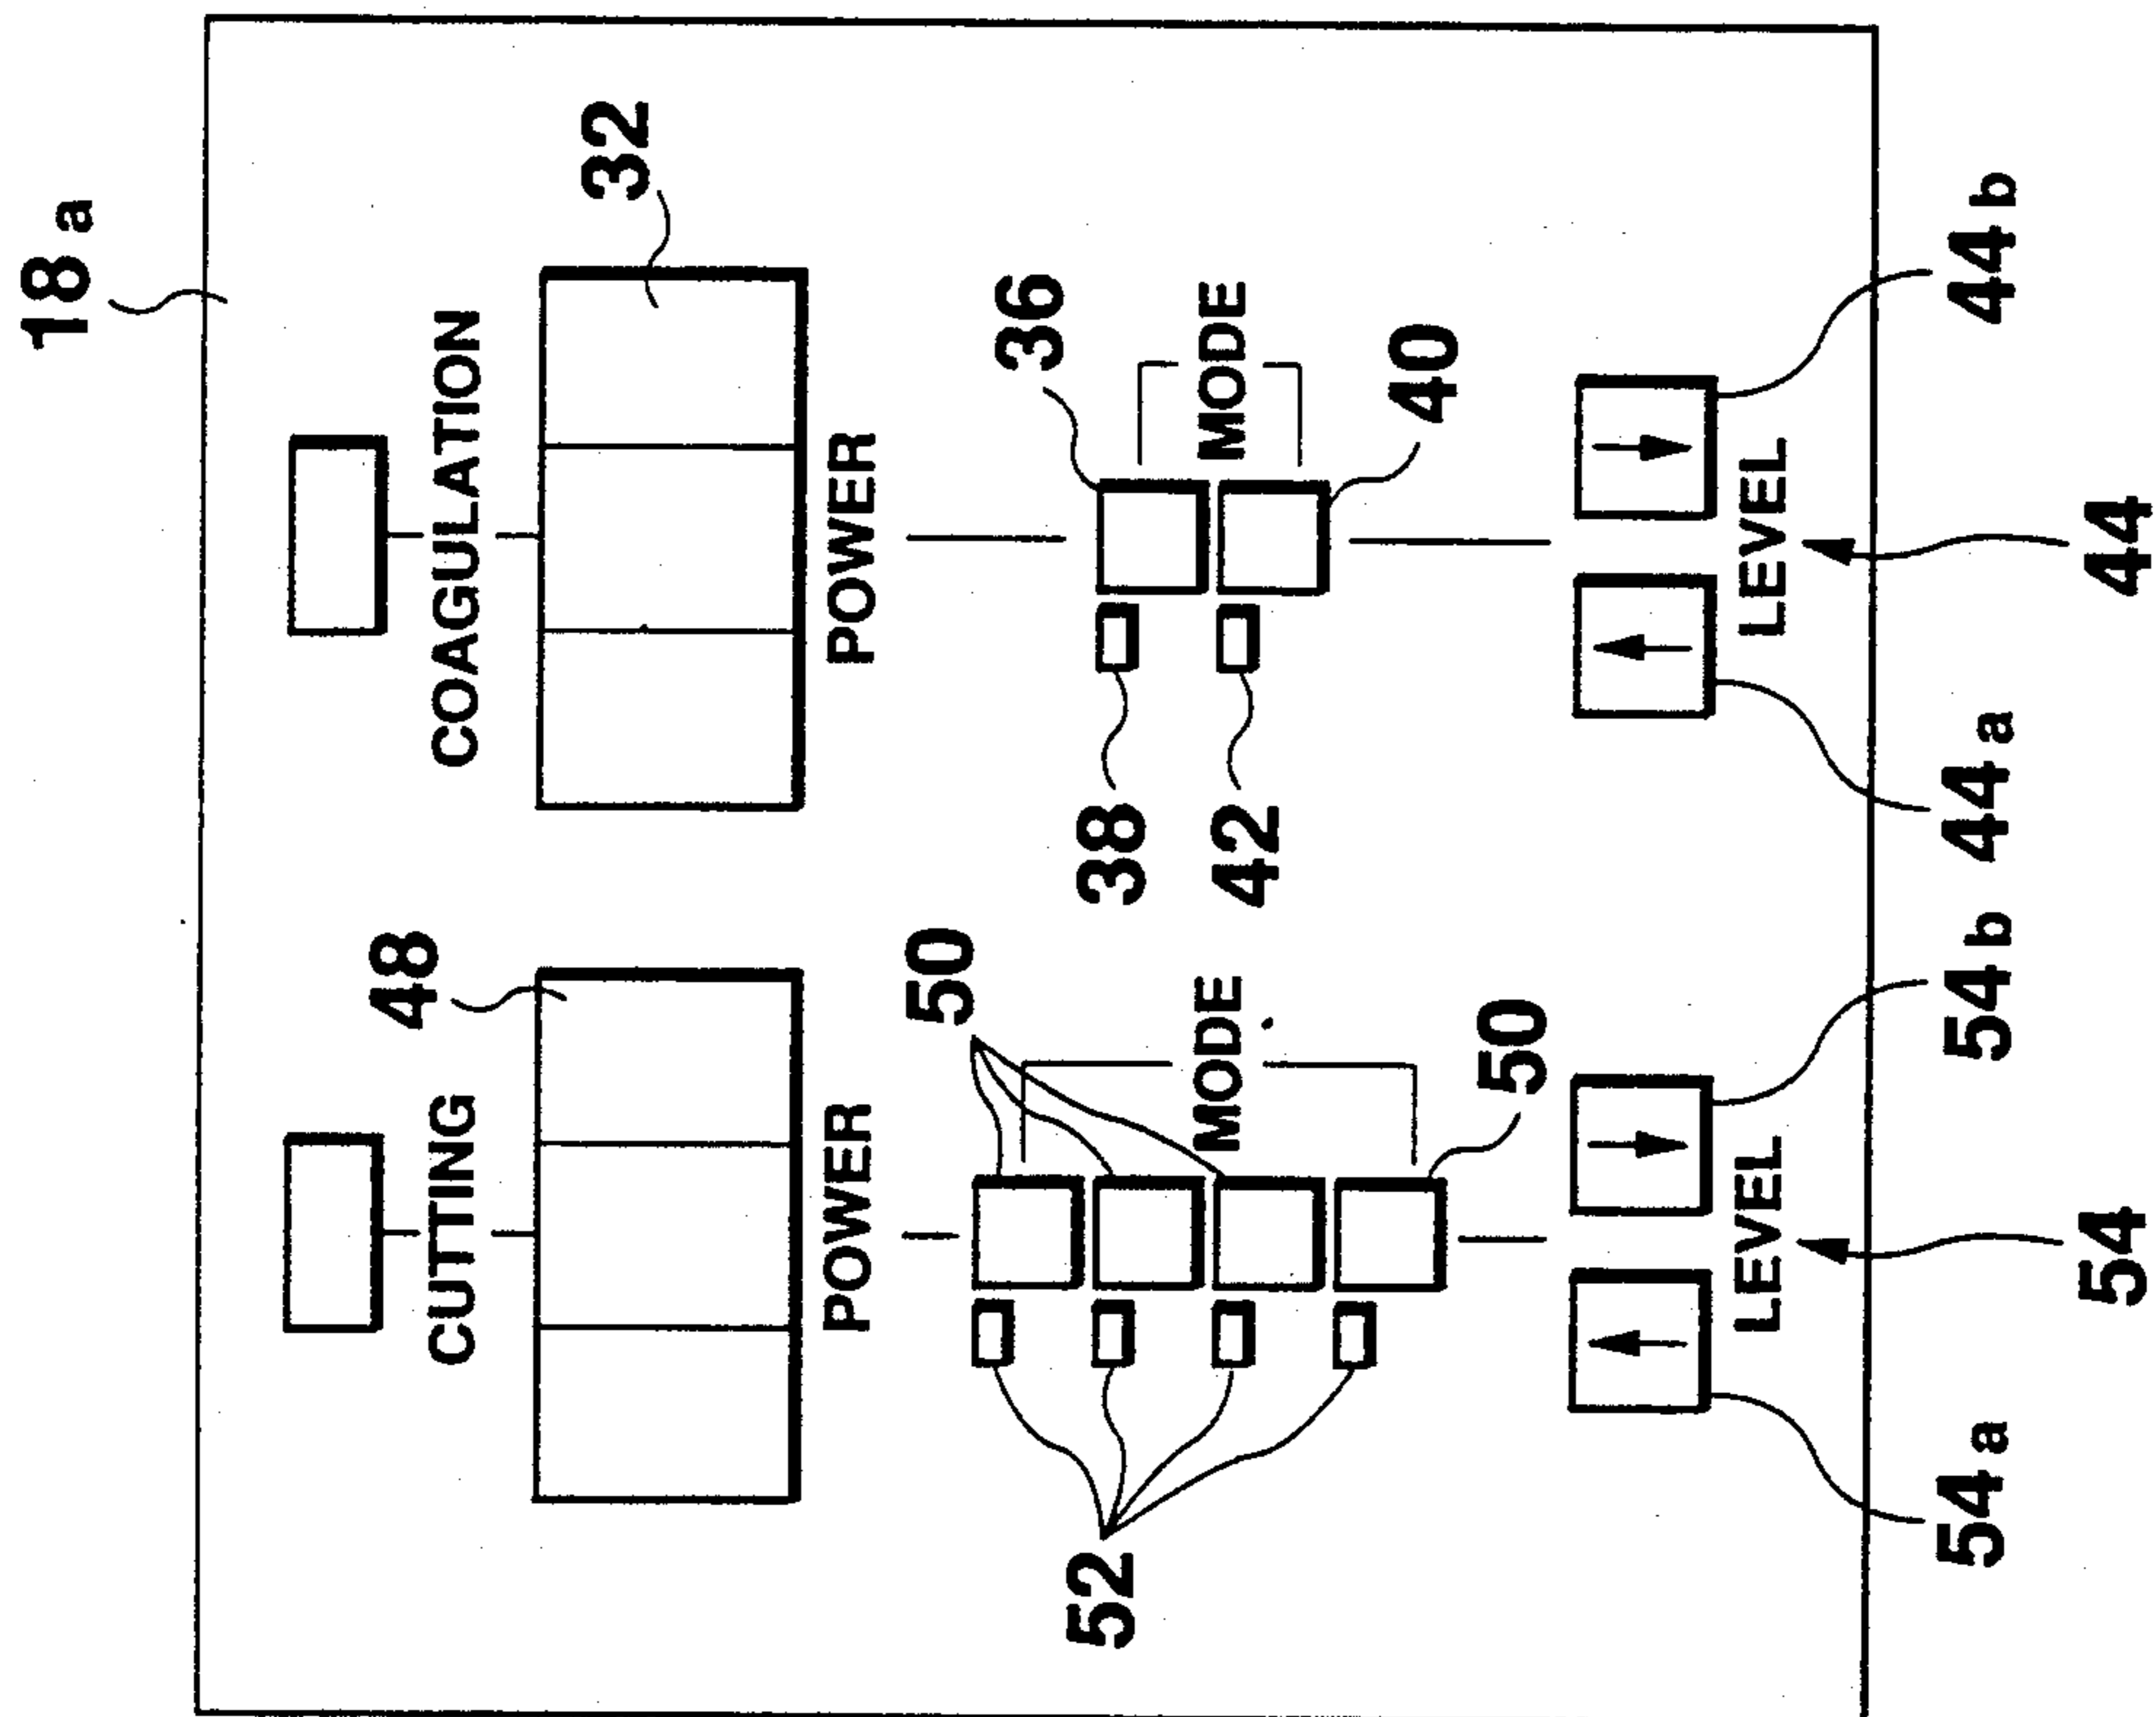 18a
CUTTING
COAGULATION
48
32
POWER
POWER
50
36
MODE
MODE
52
38
42
40
50
LEVEL
LEVEL
54a
54b
44a
44b
54
44